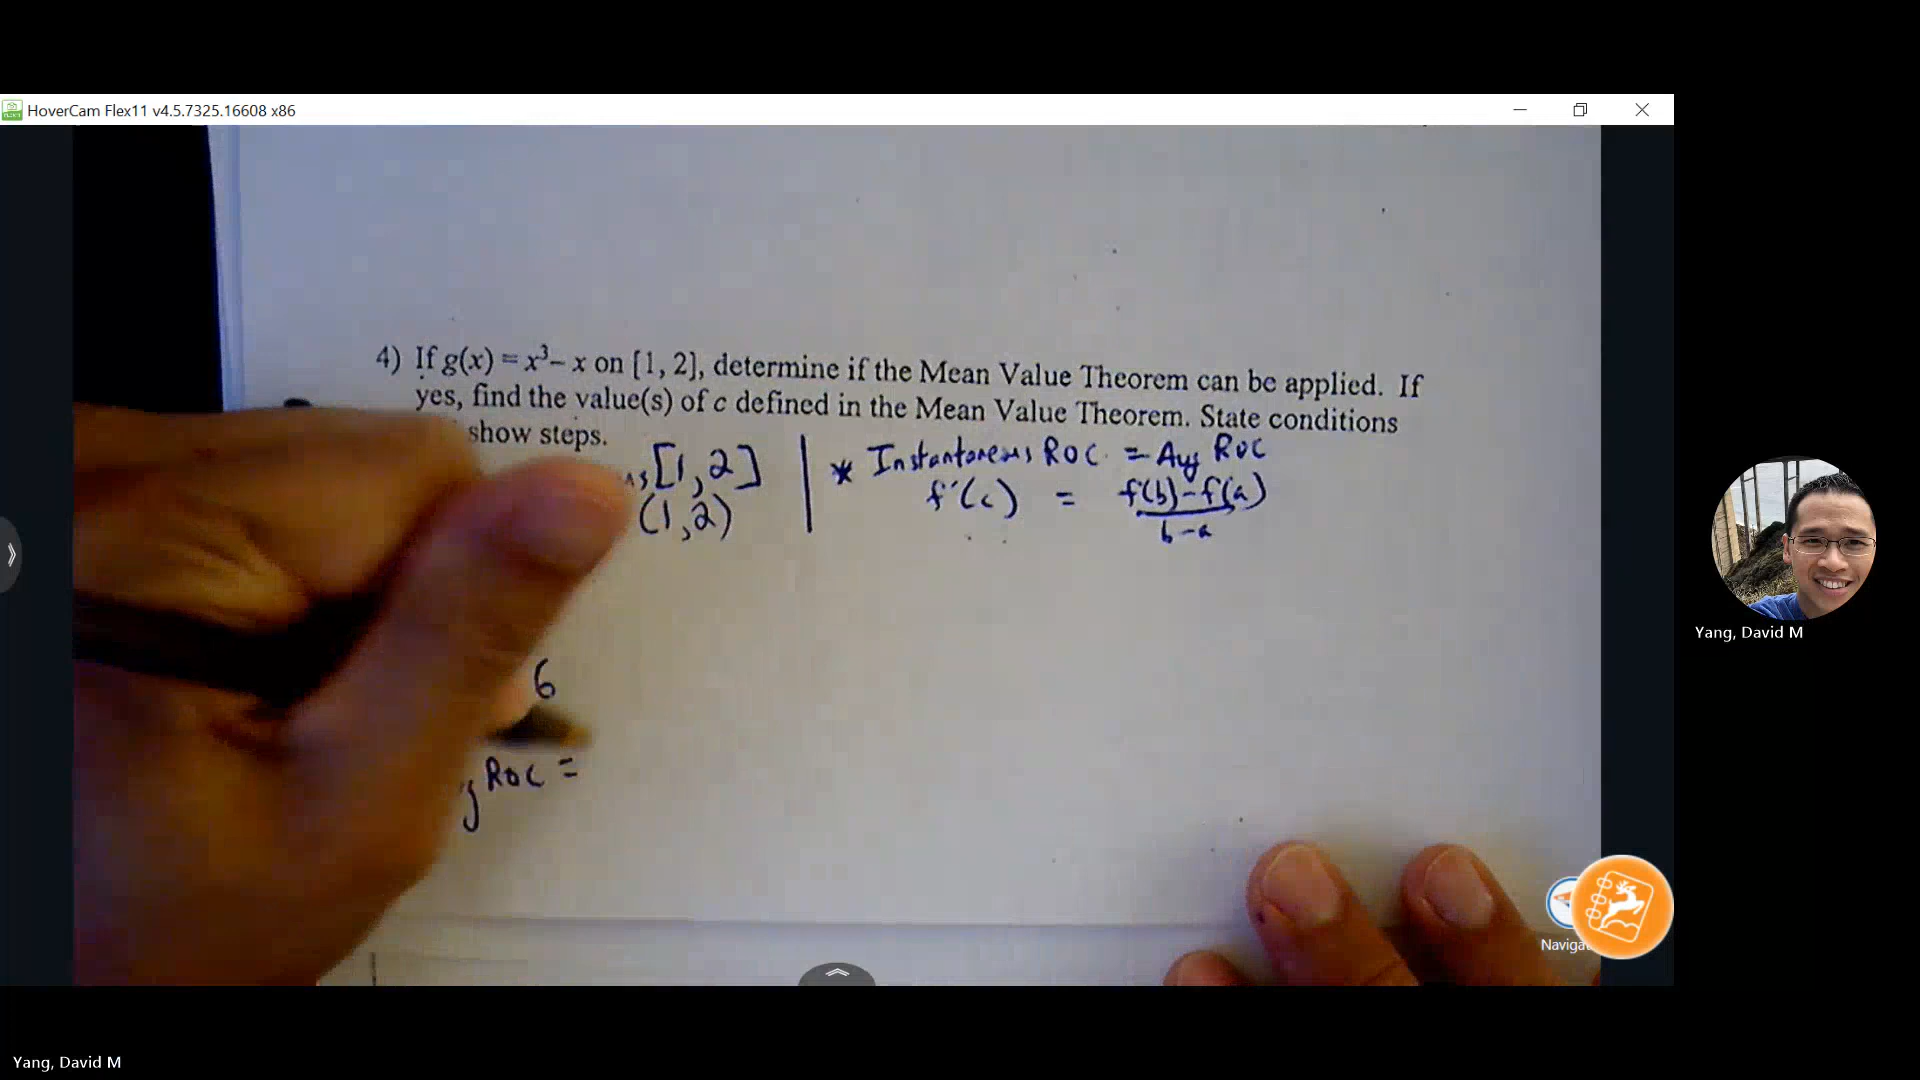 HoverCam Flex11 v4.5.7325.16608 x86
4) If g(x) = x³ – x on [1, 2], determine if the Mean Value Theorem can be applied. If
yes, find the value(s) of c defined in the Mean Value Theorem. State conditions
show steps.
[1, 2]
(1, 2)
* Instantaneous ROC = Avg ROC
f'(c) = f(b) - f(a)
b - a
6
ROC =
Yang, David M
Yang, David M